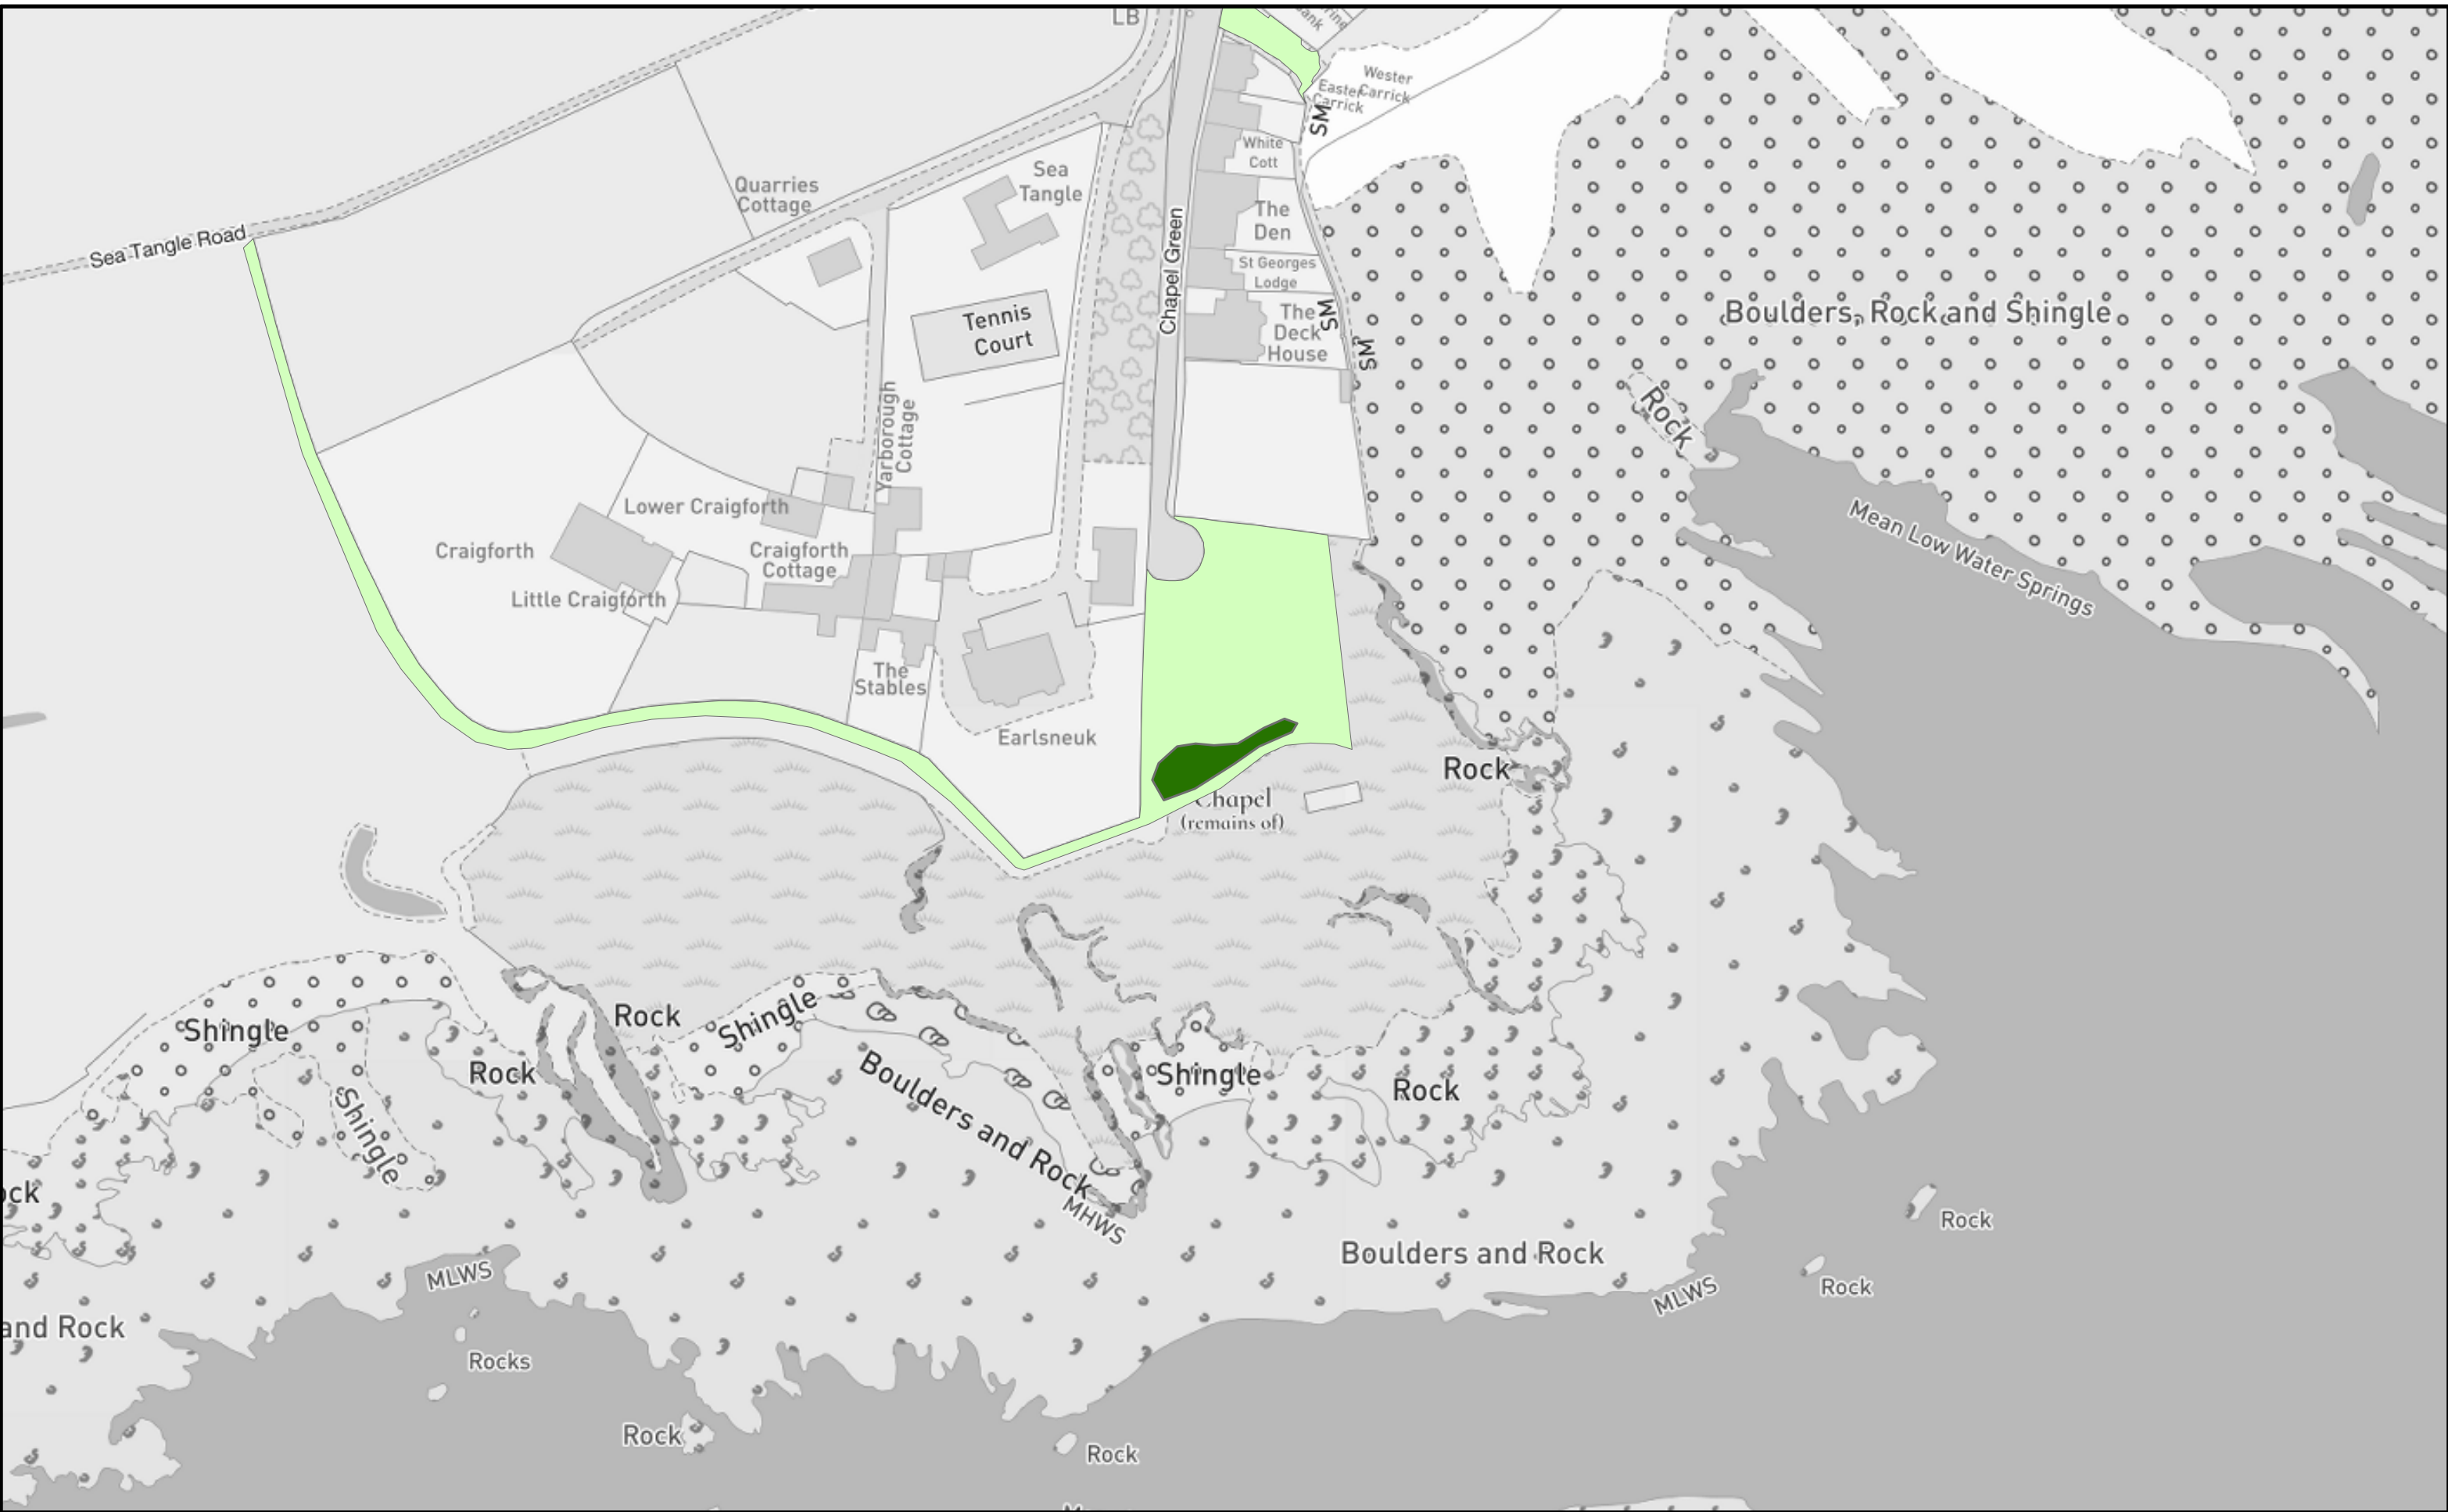 LB
Wester
Carrick
Easter
Carrick
SM
White
Cott
Sea
Tangle
Quarries
Cottage
Sea Tangle Road
The
Den
Chapel Green
St Georges
Lodge
SM
The
Deck
House
SM
Tennis
Court
Boulders, Rock and Shingle
Rock
Yarborough
Cottage
Lower Craigforth
Craigforth
Craigforth
Cottage
Little Craigforth
Mean Low Water Springs
The
Stables
Earlsneuk
Rock
Chapel
(remains of)
Rock
Shingle
Shingle
Rock
Boulders and Rock
Shingle
Rock
Shingle
ock
MHWS
Rock
Boulders and Rock
MLWS
MLWS
Rock
and Rock
Rocks
Rock
Rock